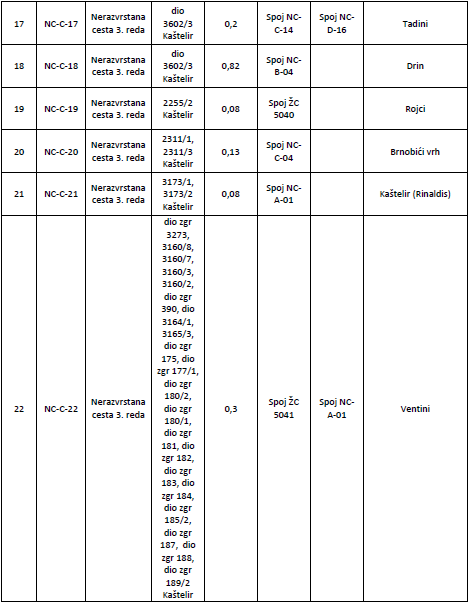 17 NC-C-17 Nerazvrstana cesta 3. reda dio 3602/3 Kaštelir 0,2 Spoj NC-C-14 Spoj NC-D-16 Tadini
18 NC-C-18 Nerazvrstana cesta 3. reda dio 3602/3 Kaštelir 0,82 Spoj NC-B-04 Drin
19 NC-C-19 Nerazvrstana cesta 3. reda 2255/2 Kaštelir 0,08 Spoj ŽC 5040 Rojci
20 NC-C-20 Nerazvrstana cesta 3. reda 2311/1, 2311/3 Kaštelir 0,13 Spoj NC-C-04 Brnobići vrh
21 NC-C-21 Nerazvrstana cesta 3. reda 3173/1, 3173/2 Kaštelir 0,08 Spoj NC-A-01 Kaštelir (Rinaldis)
22 NC-C-22 Nerazvrstana cesta 3. reda
dio zgr
3273,
3160/8,
3160/7,
3160/3,
3160/2,
dio zgr
390, dio
3164/1,
3165/3,
dio zgr
175, dio
zgr 177/1,
dio zgr
180/2,
dio zgr
180/1,
dio zgr
181, dio
zgr 182,
dio zgr
183, dio
zgr 184,
dio zgr
185/2,
dio zgr
187, dio
zgr 188,
dio zgr
189/2
Kaštelir
0,3 Spoj ŽC 5041 Spoj NC-A-01 Ventini